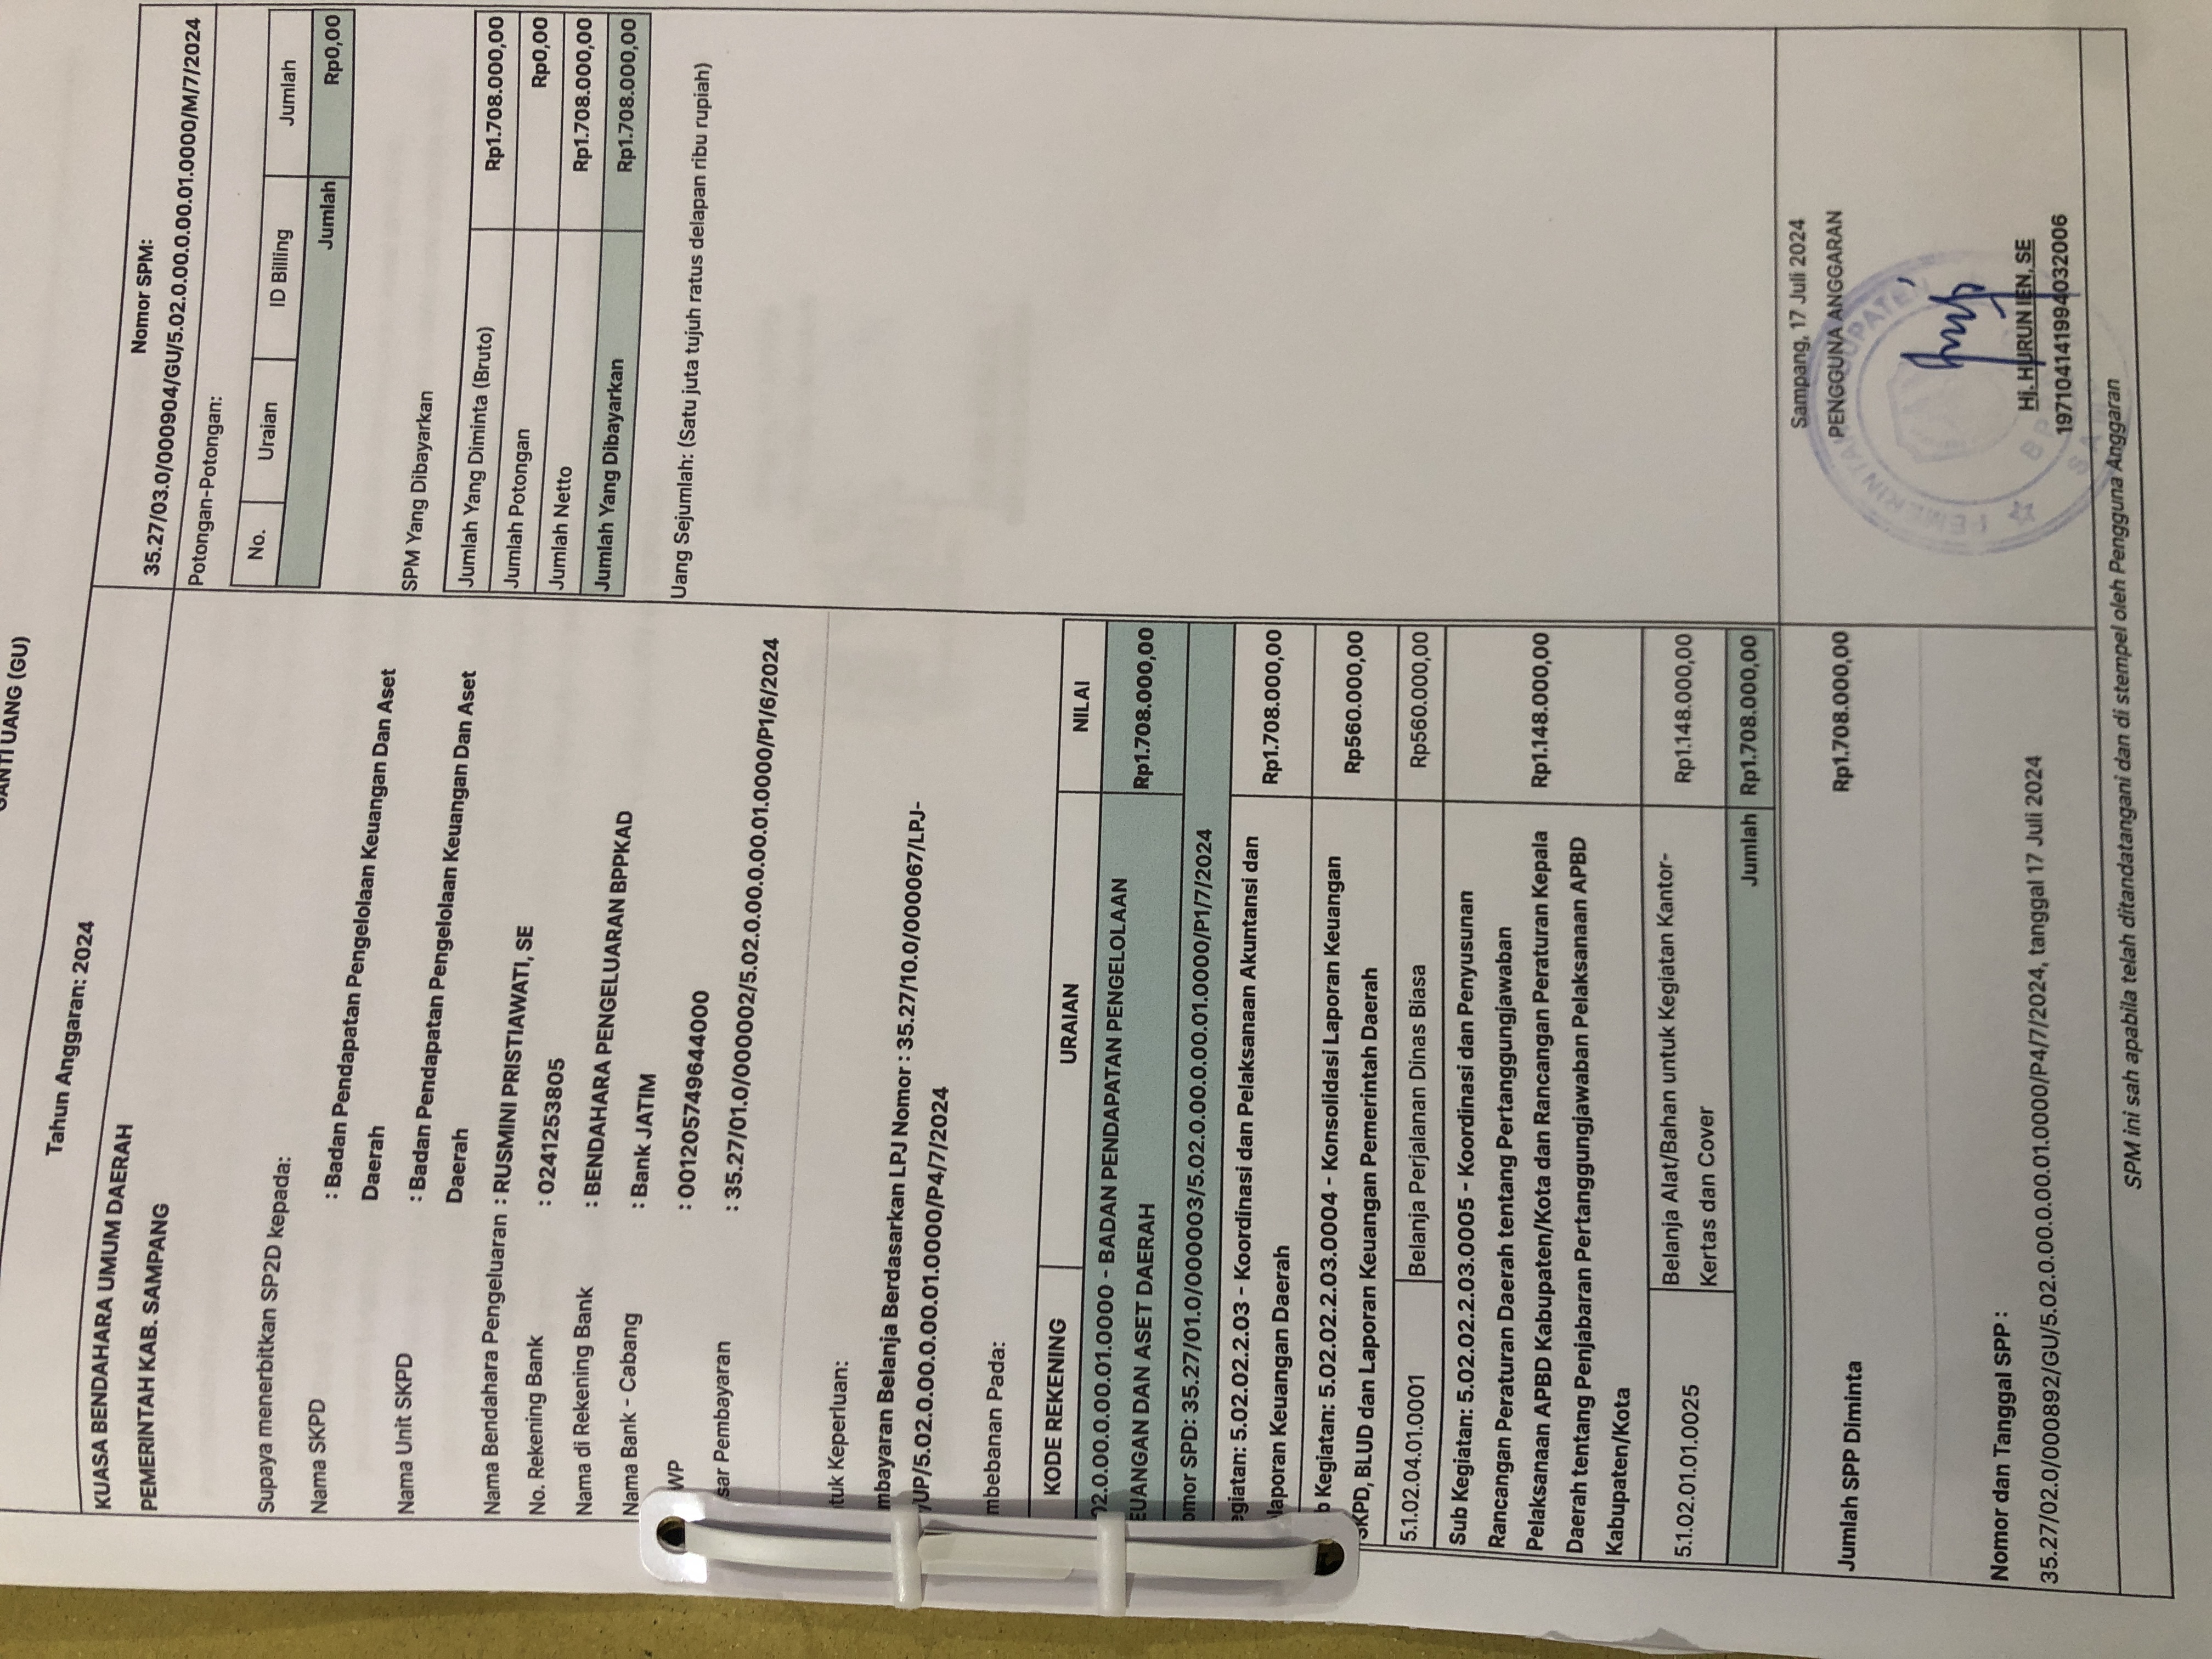 UANG (GU)
Tahun Anggaran: 2024
KUASA BENDAHARA UMUM DAERAH
PEMERINTAH KAB. SAMPANG
Supaya menerbitkan SP2D kepada:
Nama SKPD : Badan Pendapatan Pengelolaan Keuangan Dan Aset
Daerah
Nama Unit SKPD : Badan Pendapatan Pengelolaan Keuangan Dan Aset
Daerah
Nama Bendahara Pengeluaran : RUSMINI PRISTIAWATI, SE
No. Rekening Bank : 0241253805
Nama di Rekening Bank : BENDAHARA PENGELUARAN BPPKAD
Nama Bank - Cabang : Bank JATIM
WP : 001205749644000
sar Pembayaran : 35.27/01.0/000002/5.02.0.00.0.00.01.0000/P1/6/2024
tuk Keperluan:
mbayaran Belanja Berdasarkan LPJ Nomor : 35.27/10.0/000067/LPJ-
/UP/5.02.0.00.0.00.01.0000/P4/7/2024
mbebanan Pada:
KODE REKENING URAIAN NILAI
02.0.00.0.00.01.0000 - BADAN PENDAPATAN PENGELOLAAN
EUANGAN DAN ASET DAERAH Rp1.708.000,00
omor SPD: 35.27/01.0/000003/5.02.0.00.0.00.01.0000/P1/7/2024
egiatan: 5.02.02.2.03 - Koordinasi dan Pelaksanaan Akuntansi dan
laporan Keuangan Daerah Rp1.708.000,00
b Kegiatan: 5.02.02.2.03.0004 - Konsolidasi Laporan Keuangan
SKPD, BLUD dan Laporan Keuangan Pemerintah Daerah Rp560.000,00
5.1.02.04.01.0001 Belanja Perjalanan Dinas Biasa Rp560.000,00
Sub Kegiatan: 5.02.02.2.03.0005 - Koordinasi dan Penyusunan
Rancangan Peraturan Daerah tentang Pertanggungjawaban
Pelaksanaan APBD Kabupaten/Kota dan Rancangan Peraturan Kepala Rp1.148.000,00
Daerah tentang Penjabaran Pertanggungjawaban Pelaksanaan APBD
Kabupaten/Kota
5.1.02.01.01.0025 Belanja Alat/Bahan untuk Kegiatan Kantor- Rp1.148.000,00
Kertas dan Cover
Jumlah Rp1.708.000,00
Jumlah SPP Diminta Rp1.708.000,00
Nomor dan Tanggal SPP :
35.27/02.0/000892/GU/5.02.0.00.0.00.01.0000/P4/7/2024, tanggal 17 Juli 2024
Nomor SPM:
35.27/03.0/000904/GU/5.02.0.00.0.00.01.0000/M/7/2024
Potongan-Potongan:
No. Uraian ID Billing Jumlah
Jumlah Rp0,00
SPM Yang Dibayarkan
Jumlah Yang Diminta (Bruto) Rp1.708.000,00
Jumlah Potongan Rp0,00
Jumlah Netto Rp1.708.000,00
Jumlah Yang Dibayarkan Rp1.708.000,00
Uang Sejumlah: (Satu juta tujuh ratus delapan ribu rupiah)
Sampang, 17 Juli 2024
PENGGUNA ANGGARAN
Hj. HURUN IEN, SE
197104141994032006
SPM ini sah apabila telah ditandatangani dan di stempel oleh Pengguna Anggaran